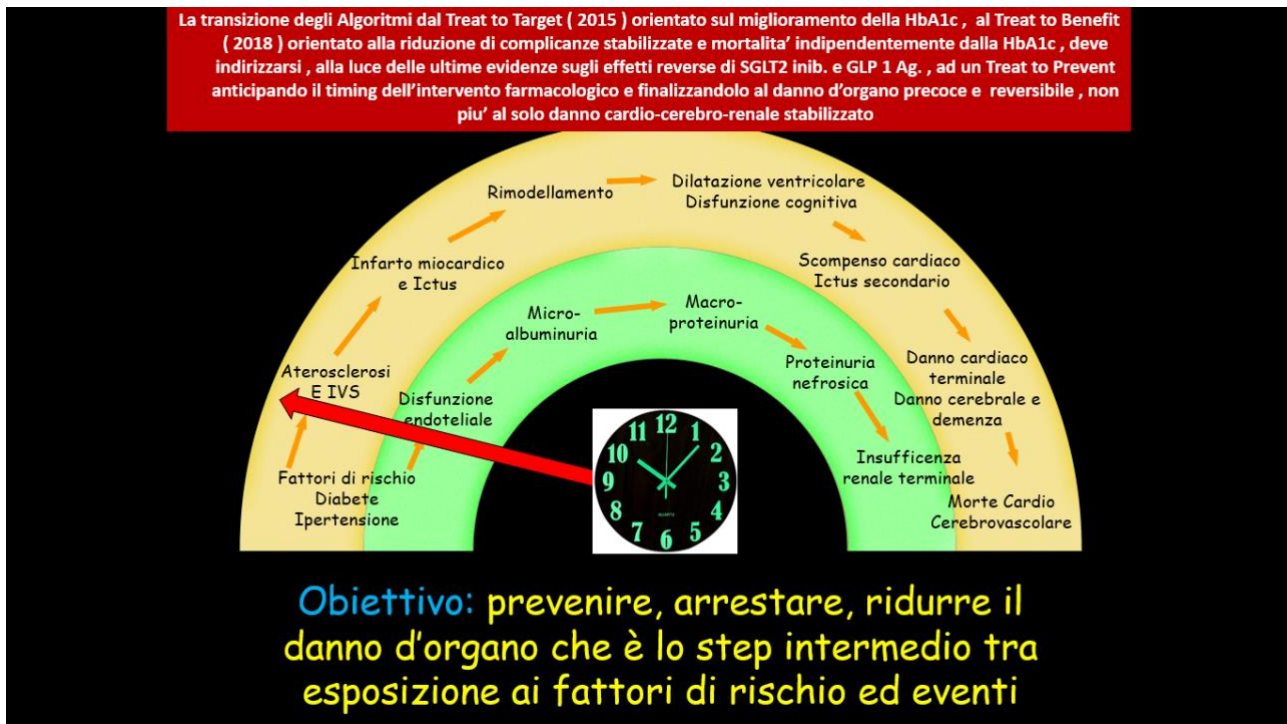 La transizione degli Algoritmi dal Treat to Target ( 2015 ) orientato sul miglioramento della HbA1c , al Treat to Benefit
( 2018 ) orientato alla riduzione di complicanze stabilizzate e mortalita' indipendentemente dalla HbA1c , deve
indirizzarsi , alla luce delle ultime evidenze sugli effetti reverse di SGLT2 inib. e GLP 1 Ag. , ad un Treat to Prevent
anticipando il timing dell'intervento farmacologico e finalizzandolo al danno d'organo precoce e reversibile , non
piu' al solo danno cardio-cerebro-renale stabilizzato
Fattori di rischio
Diabete
Ipertensione
Aterosclerosi
E IVS
Infarto miocardico
e Ictus
Rimodellamento
Dilatazione ventricolare
Disfunzione cognitiva
Scompenso cardiaco
Ictus secondario
Danno cardiaco
terminale
Danno cerebrale e
demenza
Morte Cardio
Cerebrovascolare
Disfunzione
endoteliale
Micro-
albuminuria
Macro-
proteinuria
Proteinuria
nefrosica
Insufficenza
renale terminale
12
1
2
3
4
5
6
7
8
9
10
11
QUARTZ
Obiettivo: prevenire, arrestare, ridurre il
danno d'organo che è lo step intermedio tra
esposizione ai fattori di rischio ed eventi